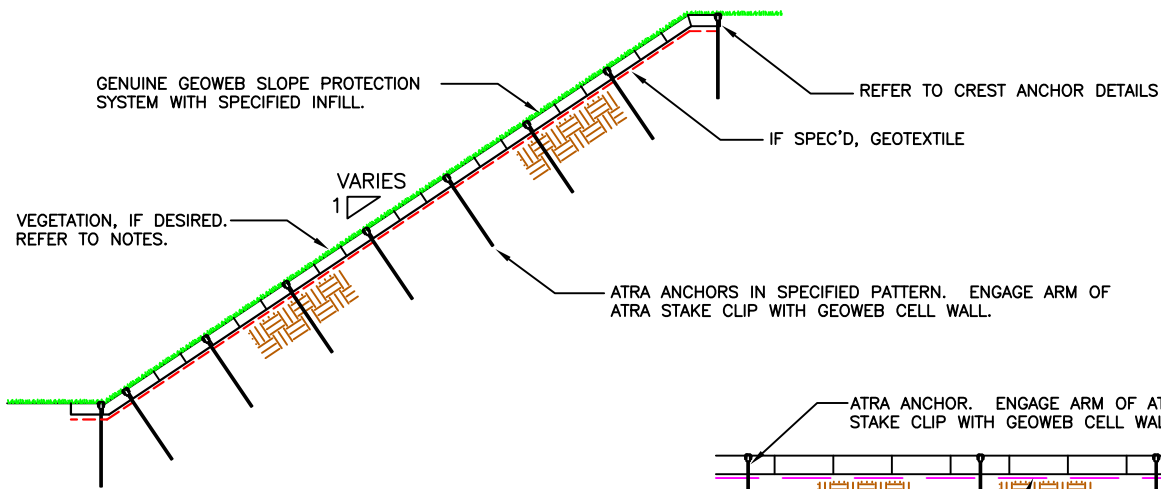 GENUINE GEOWEB SLOPE PROTECTION
SYSTEM WITH SPECIFIED INFILL.
REFER TO CREST ANCHOR DETAILS
IF SPEC'D, GEOTEXTILE
VARIES
1
VEGETATION, IF DESIRED.
REFER TO NOTES.
ATRA ANCHORS IN SPECIFIED PATTERN. ENGAGE ARM OF
ATRA STAKE CLIP WITH GEOWEB CELL WALL.
ATRA ANCHOR. ENGAGE ARM OF
STAKE CLIP WITH GEOWEB CELL